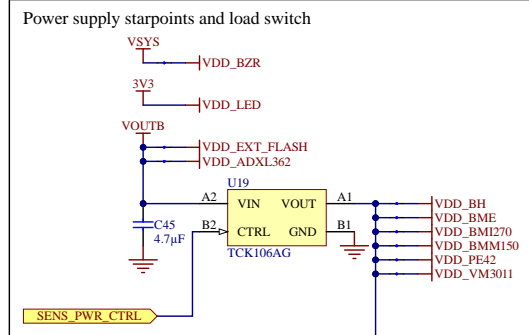 Power supply starpoints and load switch
VSYS
VDD_BZR
3V3
VDD_LED
VOUTB
VDD_EXT_FLASH
VDD_ADXL362
U19
A2 VIN VOUT A1
B2 CTRL GND B1
TCK106AG
C45
4.7µF
VDD_BH
VDD_BME
VDD_BMI270
VDD_BMM150
VDD_PE42
VDD_VM3011
SENS_PWR_CTRL